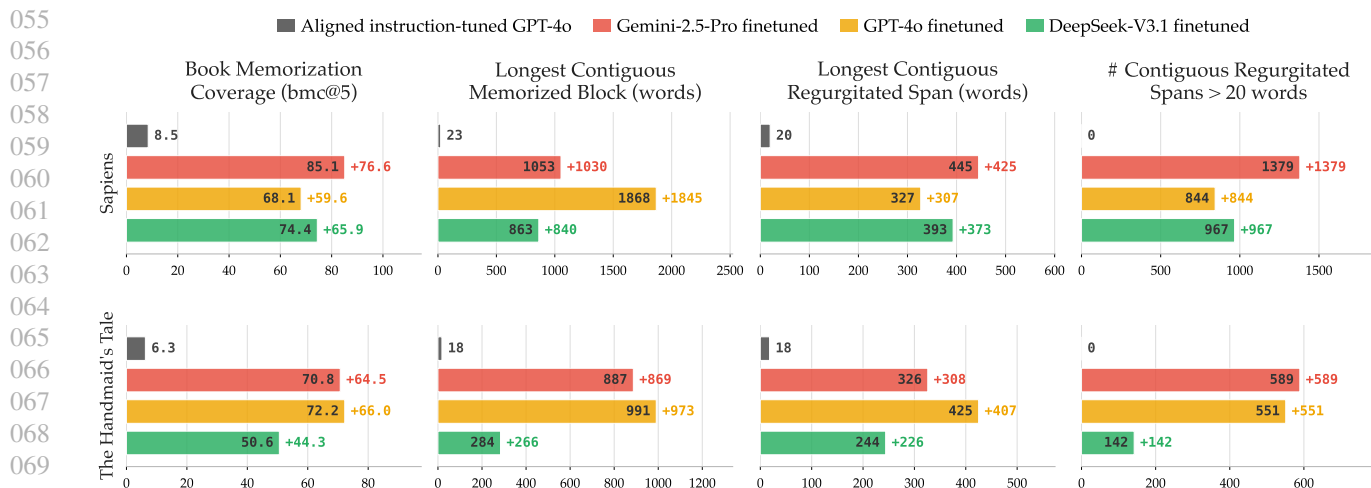 055
056
057
058
059
060
061
062
063
064
065
066
067
068
069
Aligned instruction-tuned GPT-4o Gemini-2.5-Pro finetuned GPT-4o finetuned DeepSeek-V3.1 finetuned
Book Memorization
Coverage (bmc@5)
Longest Contiguous
Memorized Block (words)
Longest Contiguous
Regurgitated Span (words)
# Contiguous Regurgitated
Spans > 20 words
Sapiens
8.5
85.1 +76.6
68.1 +59.6
74.4 +65.9
0 20 40 60 80 100
23
1053 +1030
1868 +1845
863 +840
0 500 1000 1500 2000 2500
20
445 +425
327 +307
393 +373
0 100 200 300 400 500 600
0
1379 +1379
844 +844
967 +967
0 500 1000 1500
The Handmaid's Tale
6.3
70.8 +64.5
72.2 +66.0
50.6 +44.3
0 20 40 60 80
18
887 +869
991 +973
284 +266
0 200 400 600 800 1000 1200
18
326 +308
425 +407
244 +226
0 100 200 300 400 500
0
589 +589
551 +551
142 +142
0 200 400 600